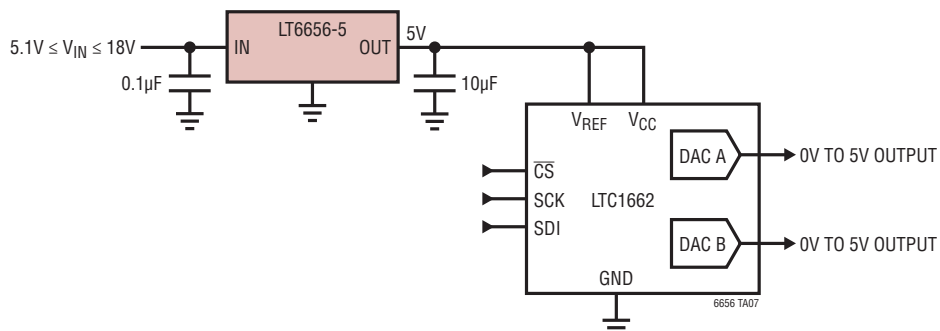 LT6656-5
5.1V ≤ VIN ≤ 18V
IN
OUT
5V
0.1µF
10µF
VREF
VCC
DAC A
0V TO 5V OUTPUT
CS
SCK
LTC1662
SDI
DAC B
0V TO 5V OUTPUT
GND
6656 TA07